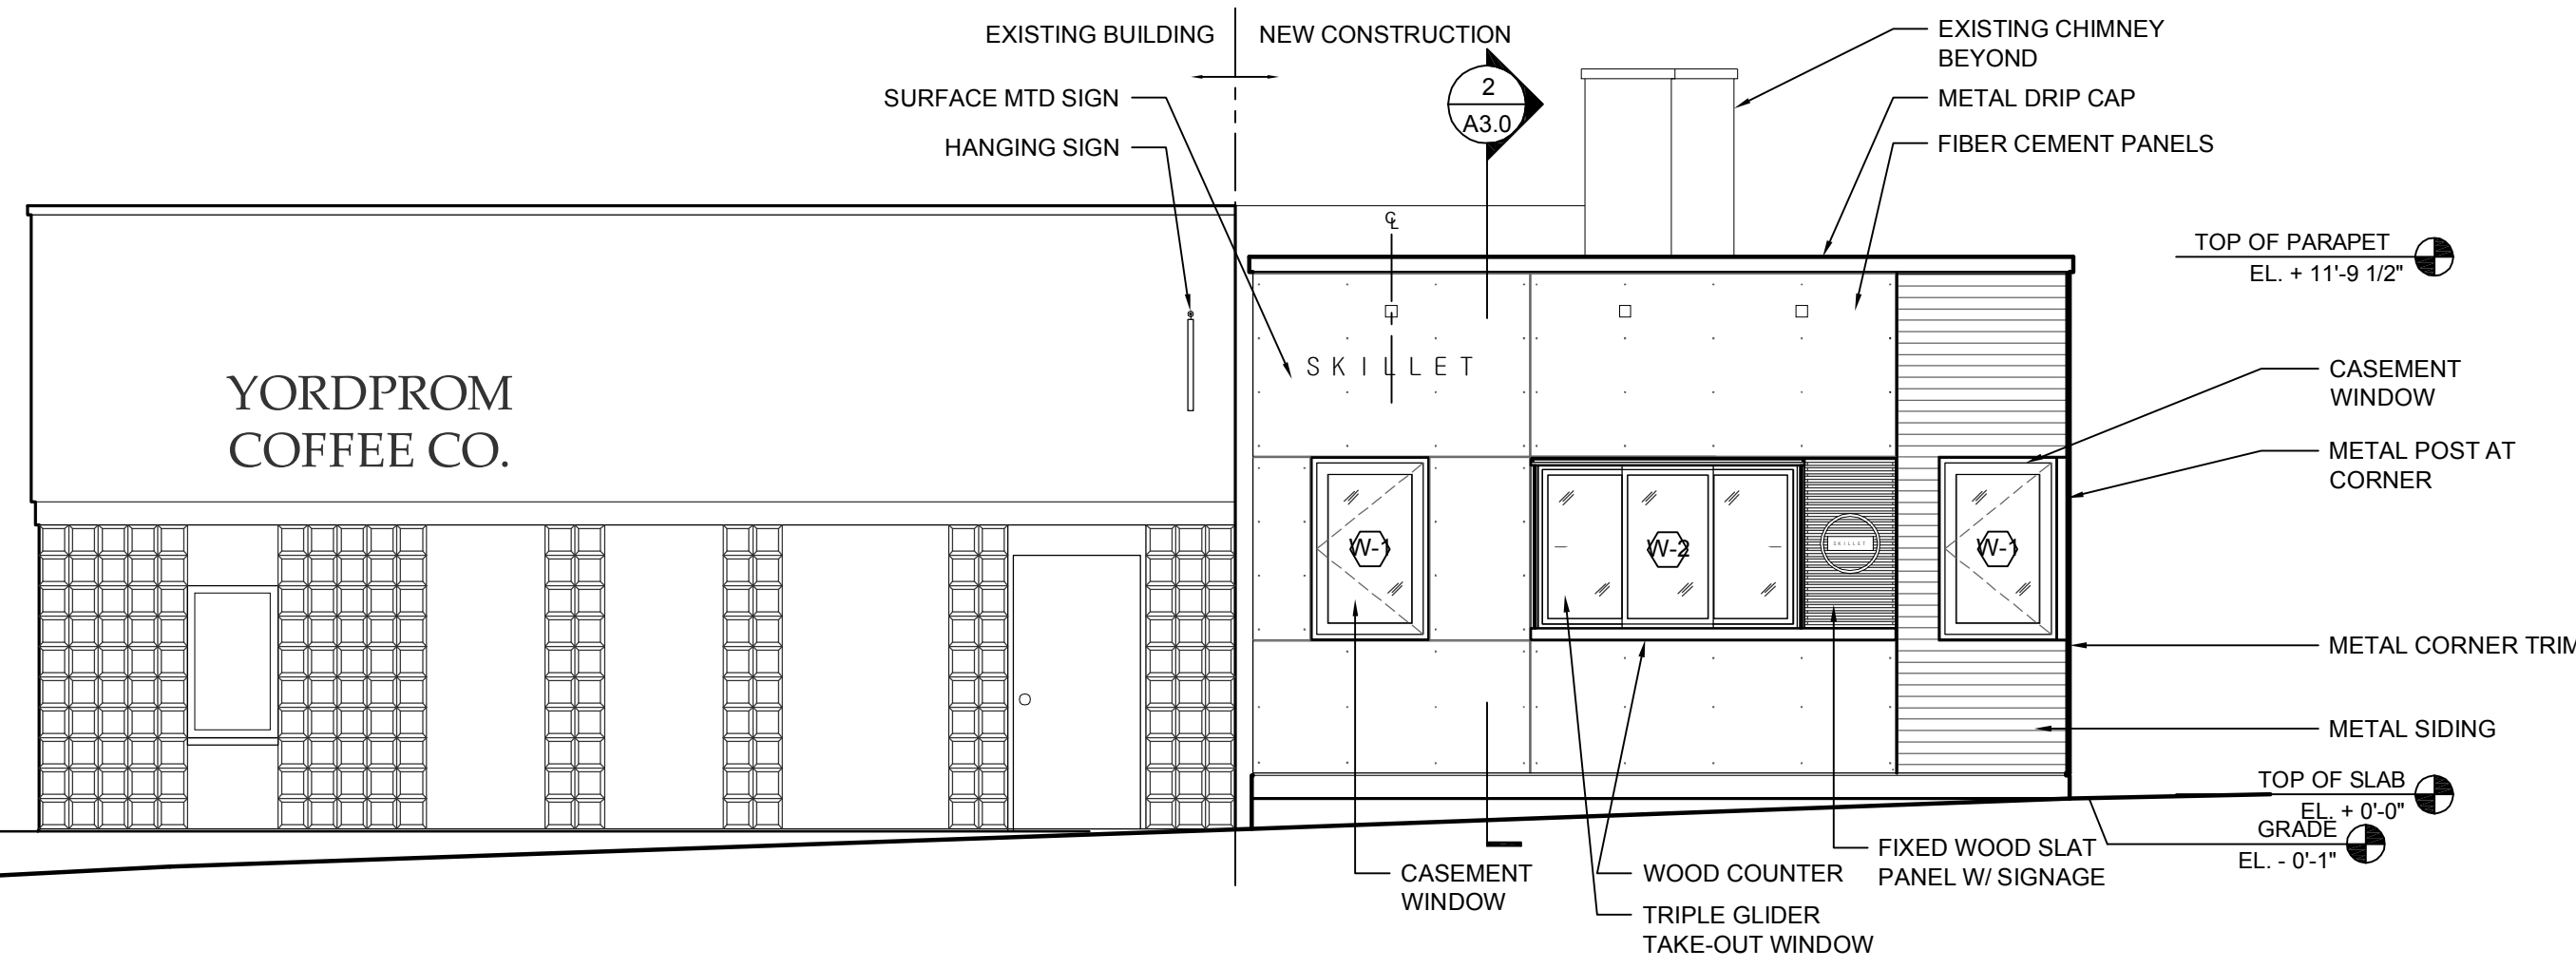 EXISTING BUILDING
NEW CONSTRUCTION
EXISTING CHIMNEY
BEYOND
SURFACE MTD SIGN
2
A3.0
METAL DRIP CAP
HANGING SIGN
FIBER CEMENT PANELS
℄
TOP OF PARAPET
EL. + 11'-9 1/2"
SKILLET
YORDPROM
COFFEE CO.
CASEMENT
WINDOW
METAL POST AT
CORNER
W-1
W-2
SKILLET
W-1
METAL CORNER TRIM
METAL SIDING
TOP OF SLAB
EL. + 0'-0"
GRADE
EL. - 0'-1"
CASEMENT
WINDOW
WOOD COUNTER
FIXED WOOD SLAT
PANEL W/ SIGNAGE
TRIPLE GLIDER
TAKE-OUT WINDOW